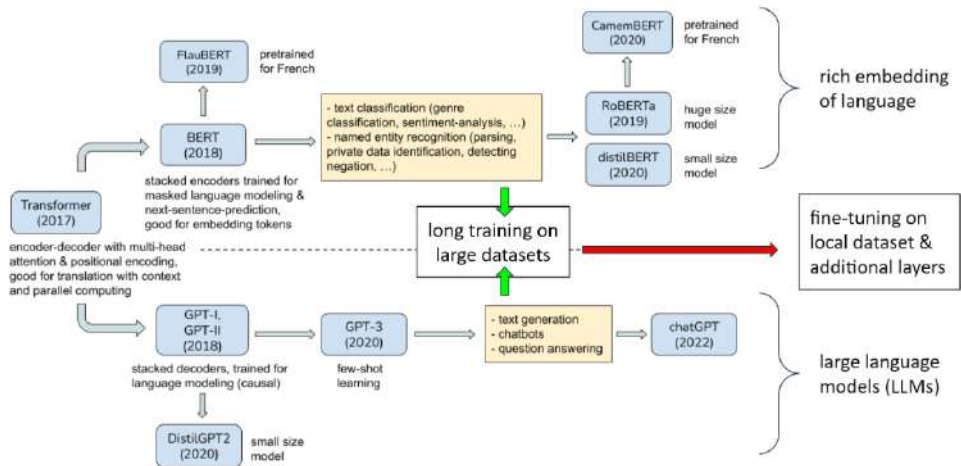 FlauBERT
(2019)
pretrained
for French
CamemBERT
(2020)
pretrained
for French
BERT
(2018)
- text classification (genre
classification, sentiment-analysis, ...)
- named entity recognition (parsing,
private data identification, detecting
negation, ...)
RoBERTa
(2019)
huge size
model
distilBERT
(2020)
small size
model
rich embedding
of language
stacked encoders trained for
masked language modeling &
next-sentence-prediction,
good for embedding tokens
Transformer
(2017)
encoder-decoder with multi-head
attention & positional encoding,
good for translation with context
and parallel computing
long training on
large datasets
fine-tuning on
local dataset &
additional layers
GPT-I,
GPT-II
(2018)
stacked decoders, trained for
language modeling (causal)
GPT-3
(2020)
few-shot
learning
- text generation
- chatbots
- question answering
chatGPT
(2022)
large language
models (LLMs)
DistilGPT2
(2020)
small size
model